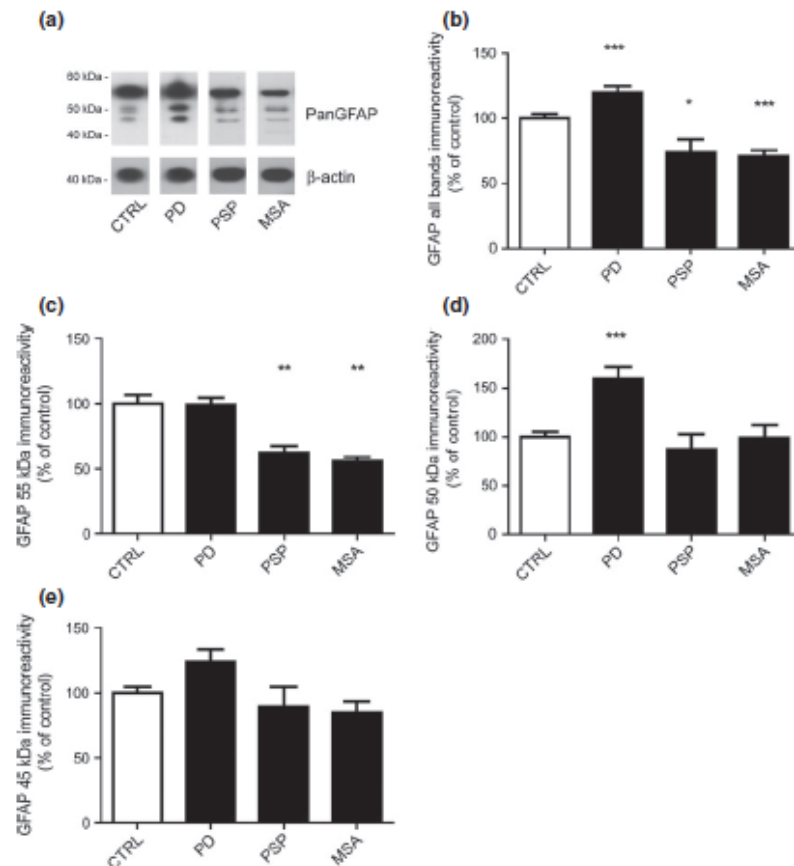 (a)
60 kDa -
50 kDa -
40 kDa -
PanGFAP
40 kDa -
β-actin
CTRL PD PSP MSA
(b)
GFAP all bands immunoreactivity
(% of control)
150
100
50
0
***
*
***
CTRL PD PSP MSA
(c)
GFAP 55 kDa immunoreactivity
(% of control)
150
100
50
0
**
**
CTRL PD PSP MSA
(d)
GFAP 50 kDa immunoreactivity
(% of control)
200
150
100
50
0
***
CTRL PD PSP MSA
(e)
GFAP 45 kDa immunoreactivity
(% of control)
150
100
50
0
CTRL PD PSP MSA